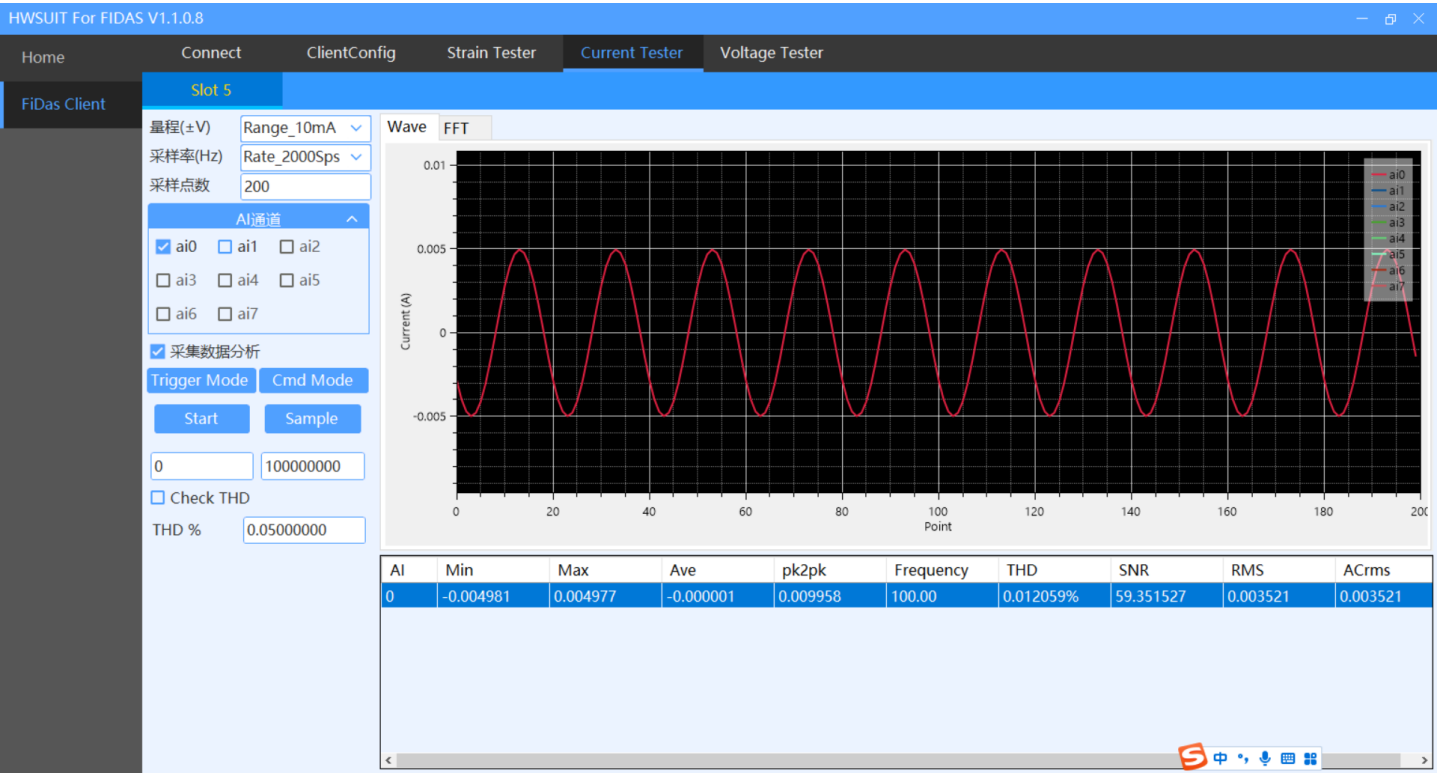 HWSUIT For FIDAS V1.1.0.8
Home
FiDas Client
Connect ClientConfig Strain Tester Current Tester Voltage Tester
Slot 5
量程(±V) Range_10mA
采样率(Hz) Rate_2000Sps
采样点数 200
AI通道
ai0 ai1 ai2
ai3 ai4 ai5
ai6 ai7
采集数据分析
Trigger Mode Cmd Mode
Start Sample
0 100000000
Check THD
THD % 0.05000000
Wave FFT
0.01
0.005
0
-0.005
Current (A)
ai0
ai1
ai2
ai3
ai4
ai5
ai6
ai7
0 20 40 60 80 100 120 140 160 180 200
Point
AI Min Max Ave pk2pk Frequency THD SNR RMS ACrms
0 -0.004981 0.004977 -0.000001 0.009958 100.00 0.012059% 59.351527 0.003521 0.003521
S 中